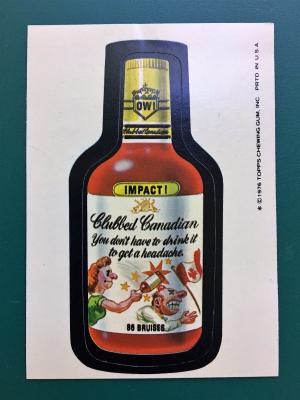 OW!
IMPACT!
Clubbed Canadian
You don't have to drink it
to get a headache.
86 BRUISES
* © 1976 TOPPS CHEWING GUM, INC. PRTD. IN U.S.A.